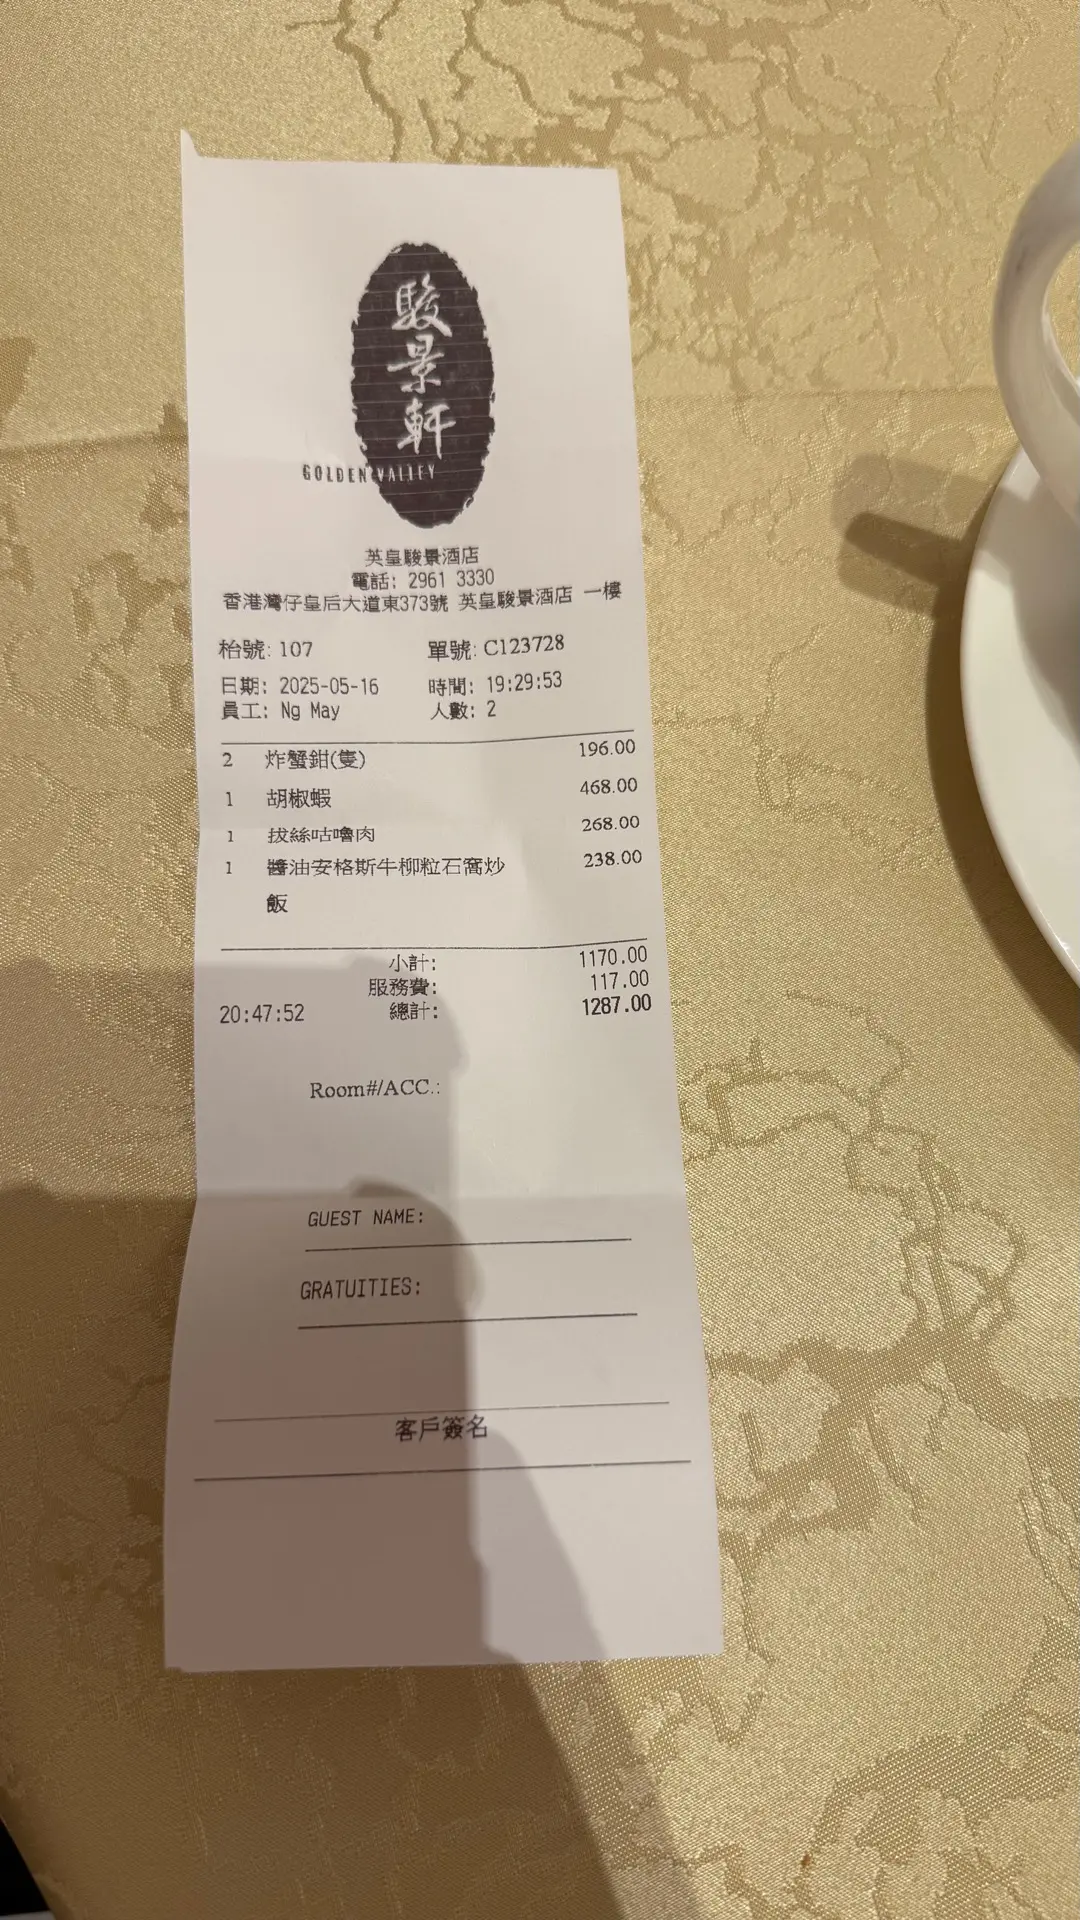 駿景軒
GOLDEN VALLEY
英皇駿景酒店
電話: 2961 3330
香港灣仔皇后大道東373號 英皇駿景酒店 一樓
枱號: 107 單號: C123728
日期: 2025-05-16 時間: 19:29:53
員工: Ng May 人數: 2
2 炸蟹鉗(隻) 196.00
1 胡椒蝦 468.00
1 拔絲咕嚕肉 268.00
1 醬油安格斯牛柳粒石窩炒 238.00
飯
小計: 1170.00
服務費: 117.00
20:47:52 總計: 1287.00
Room#/ACC.:
GUEST NAME:
GRATUITIES:
客戶簽名